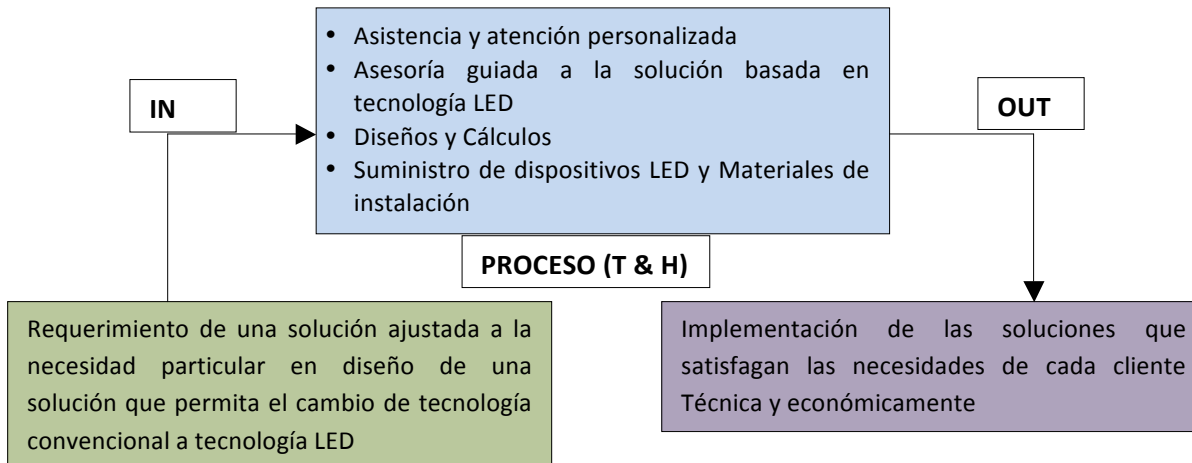 • Asistencia y atención personalizada
• Asesoría guiada a la solución basada en
tecnología LED
• Diseños y Cálculos
• Suministro de dispositivos LED y Materiales de
instalación
IN
OUT
PROCESO (T & H)
Requerimiento de una solución ajustada a la
necesidad particular en diseño de una
solución que permita el cambio de tecnología
convencional a tecnología LED
Implementación de las soluciones que
satisfagan las necesidades de cada cliente
Técnica y económicamente